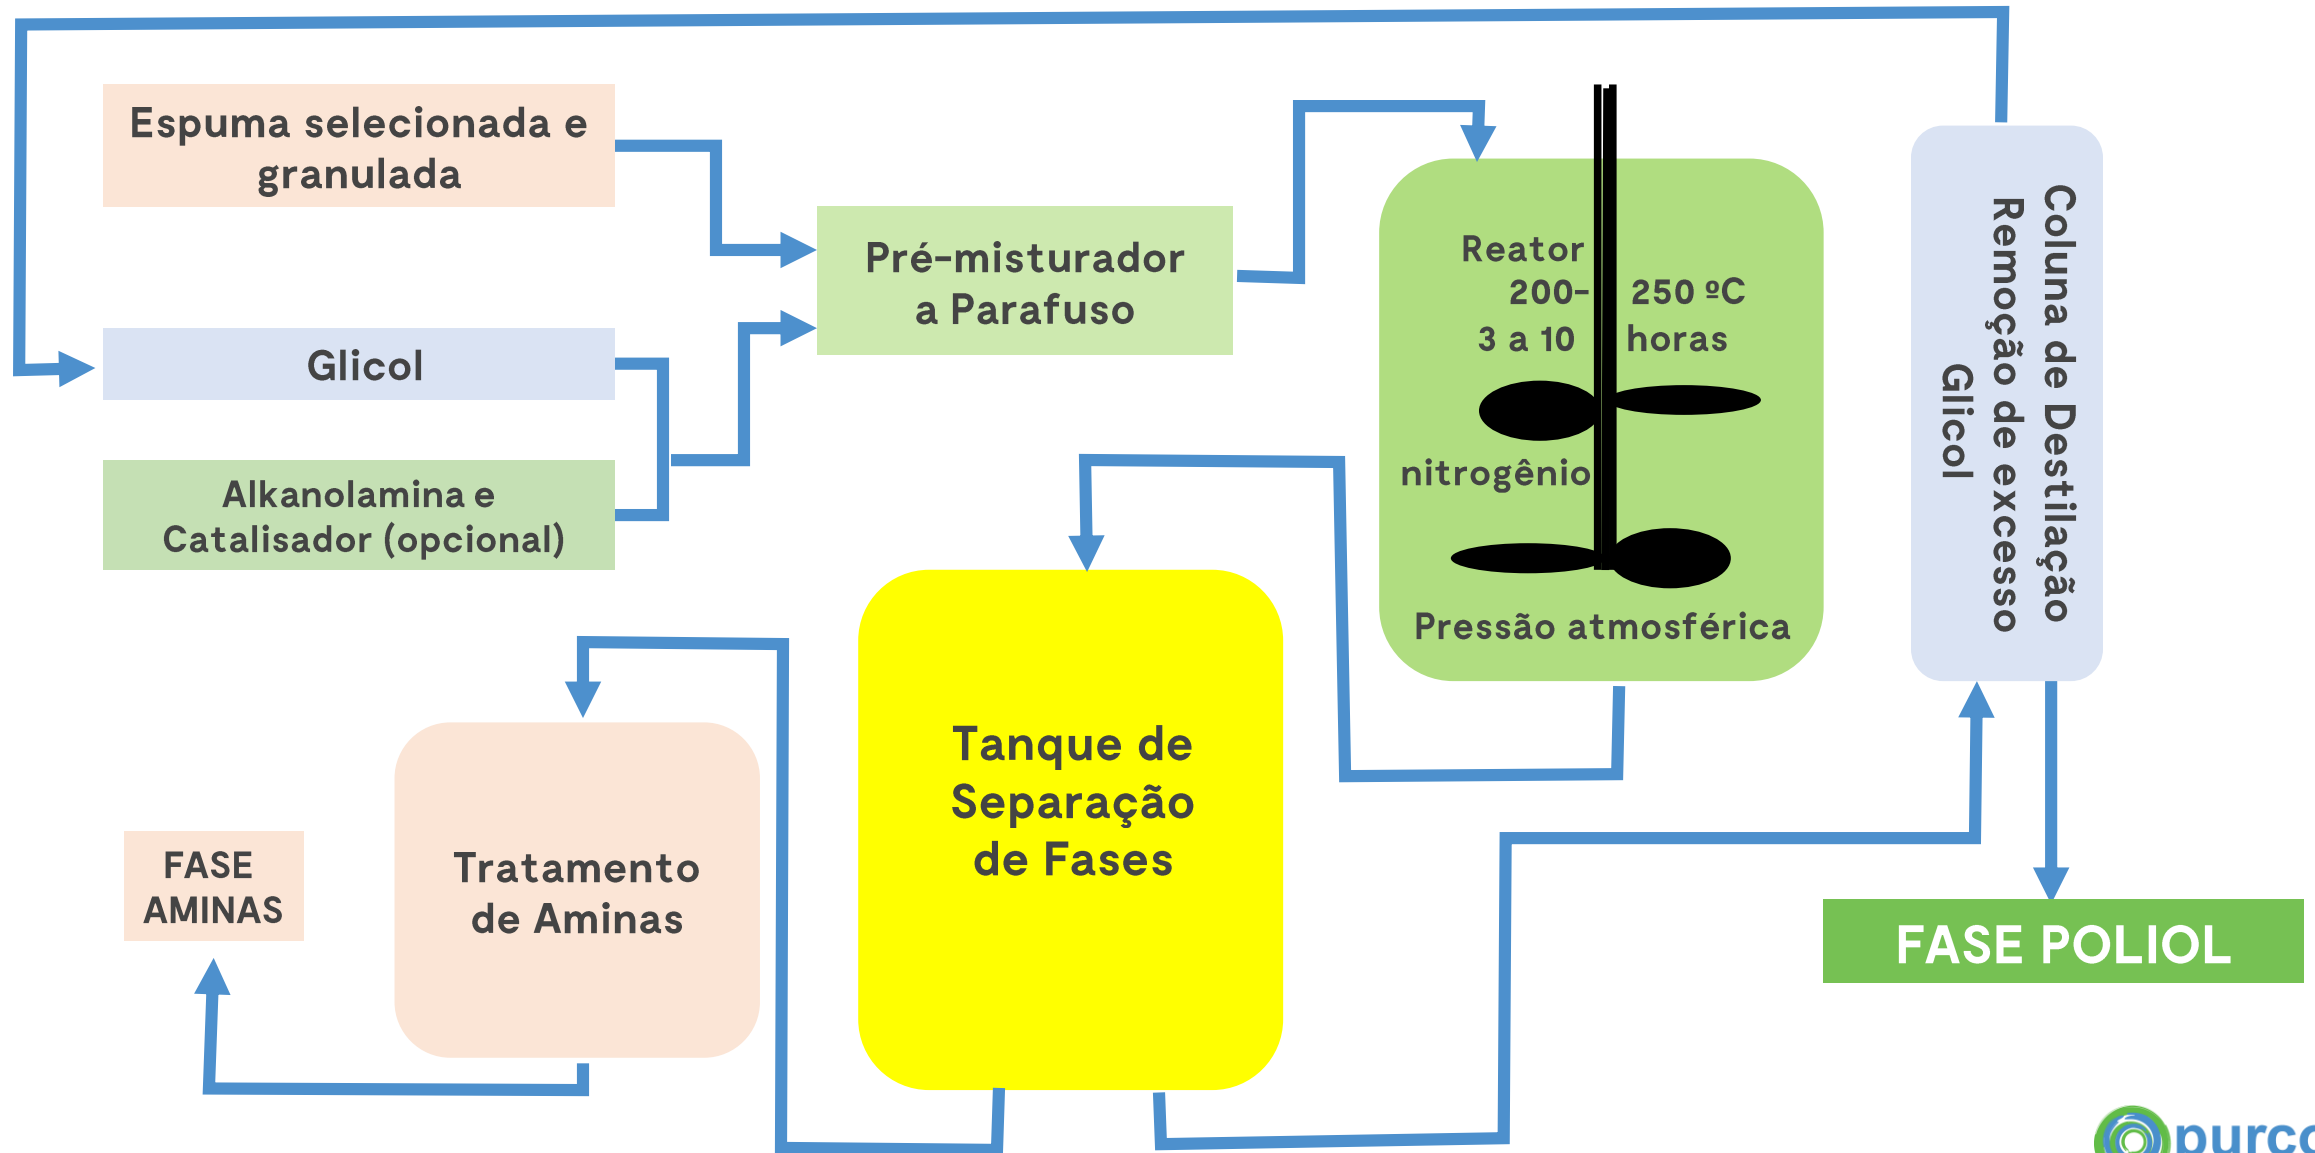 Espuma selecionada e
granulada
Glicol
Alkanolamina e
Catalisador (opcional)
Pré-misturador
a Parafuso
Reator
200- 250 ºC
3 a 10 horas
nitrogênio
Pressão atmosférica
Coluna de Destilação
Remoção de excesso
Glicol
Tanque de
Separação
de Fases
Tratamento
de Aminas
FASE
AMINAS
FASE POLIOL